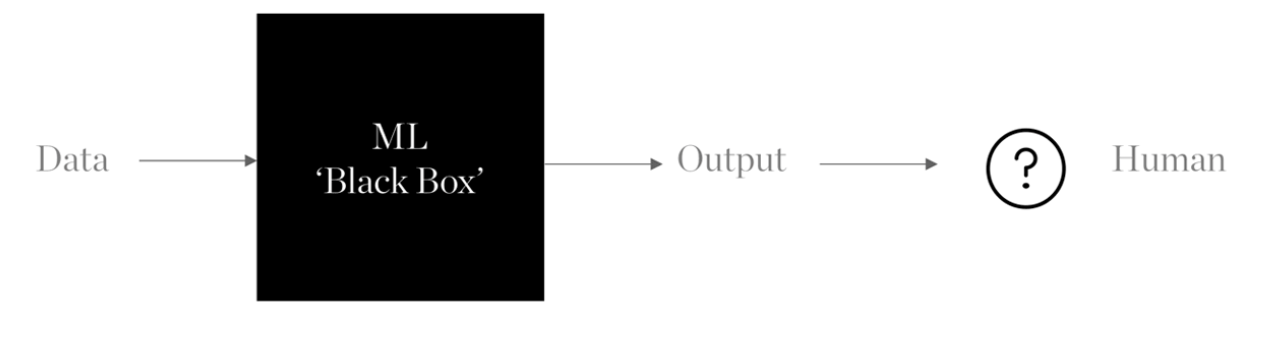 Data
ML
‘Black Box’
Output
?
Human